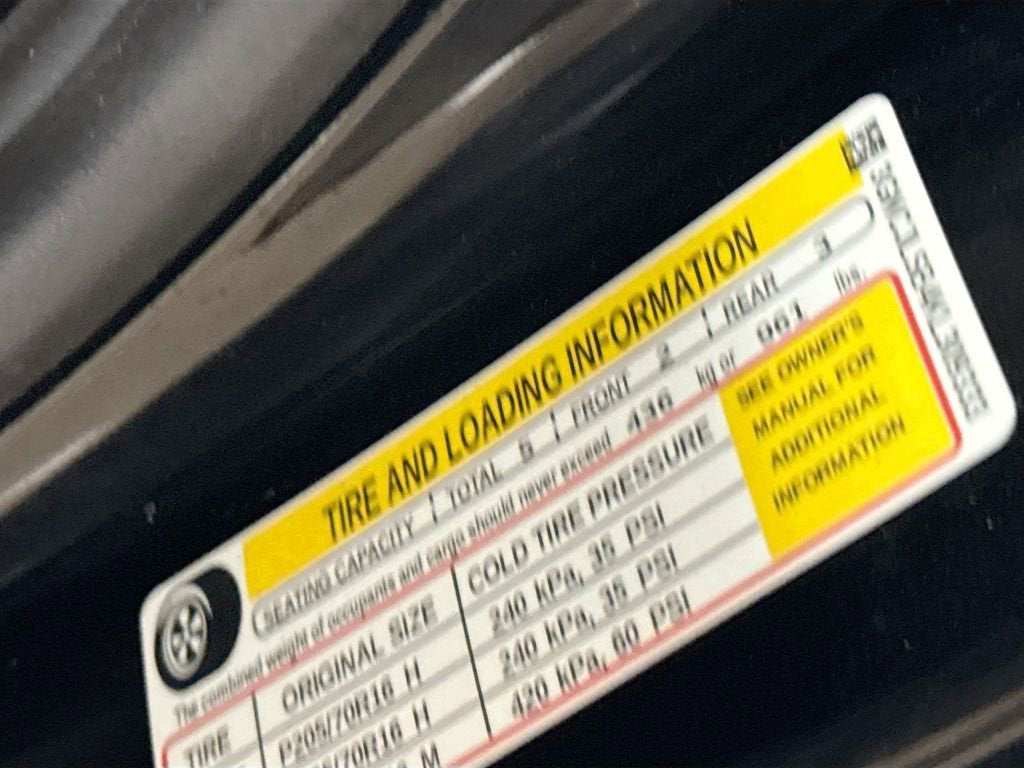 TIRE AND LOADING INFORMATION
SEATING CAPACITY | TOTAL 5 | FRONT 2 | REAR 3
The combined weight of occupants and cargo should never exceed 436 kg or 961 lbs.
TIRE ORIGINAL SIZE COLD TIRE PRESSURE
P205/70R16 H 240 kPa, 35 PSI
/70R16 H 240 kPa, 35 PSI
M 420 kPa, 60 PSI
SEE OWNER'S
MANUAL FOR
ADDITIONAL
INFORMATION